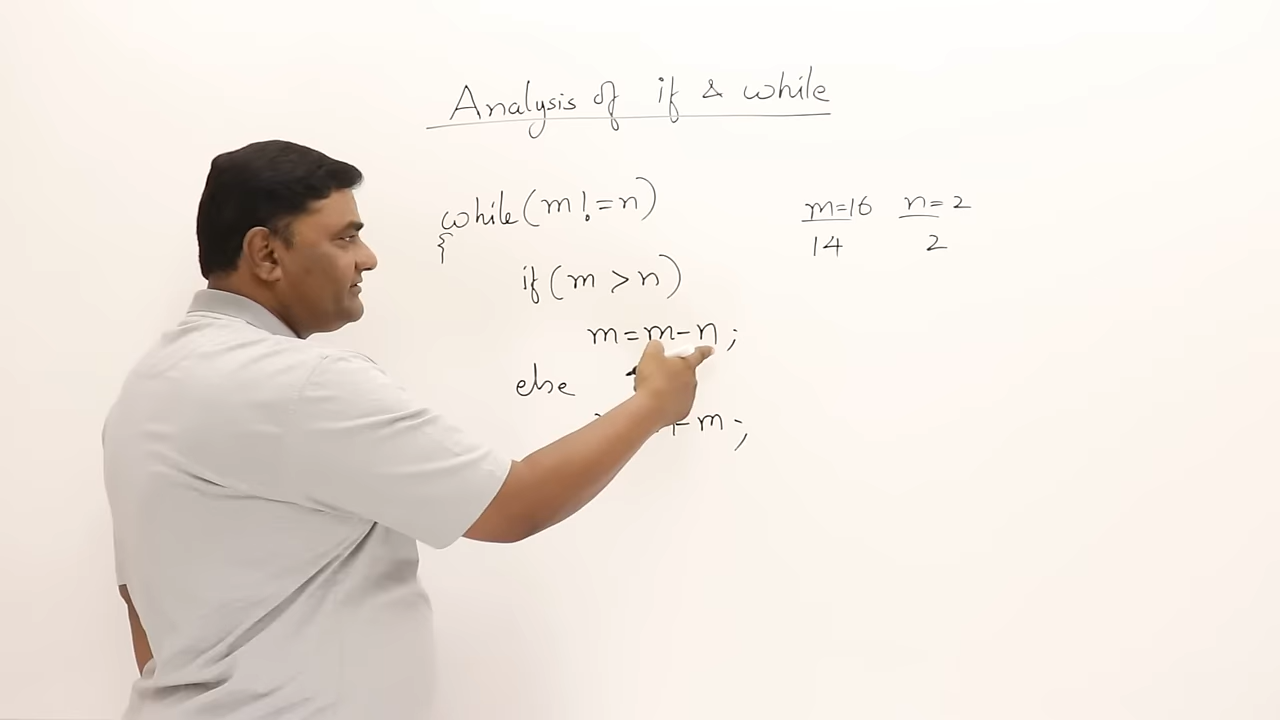 Analysis of if & while
while(m!=n)
{
if(m>n)
m=m-n;
else
m;
m=16 n=2
14 2